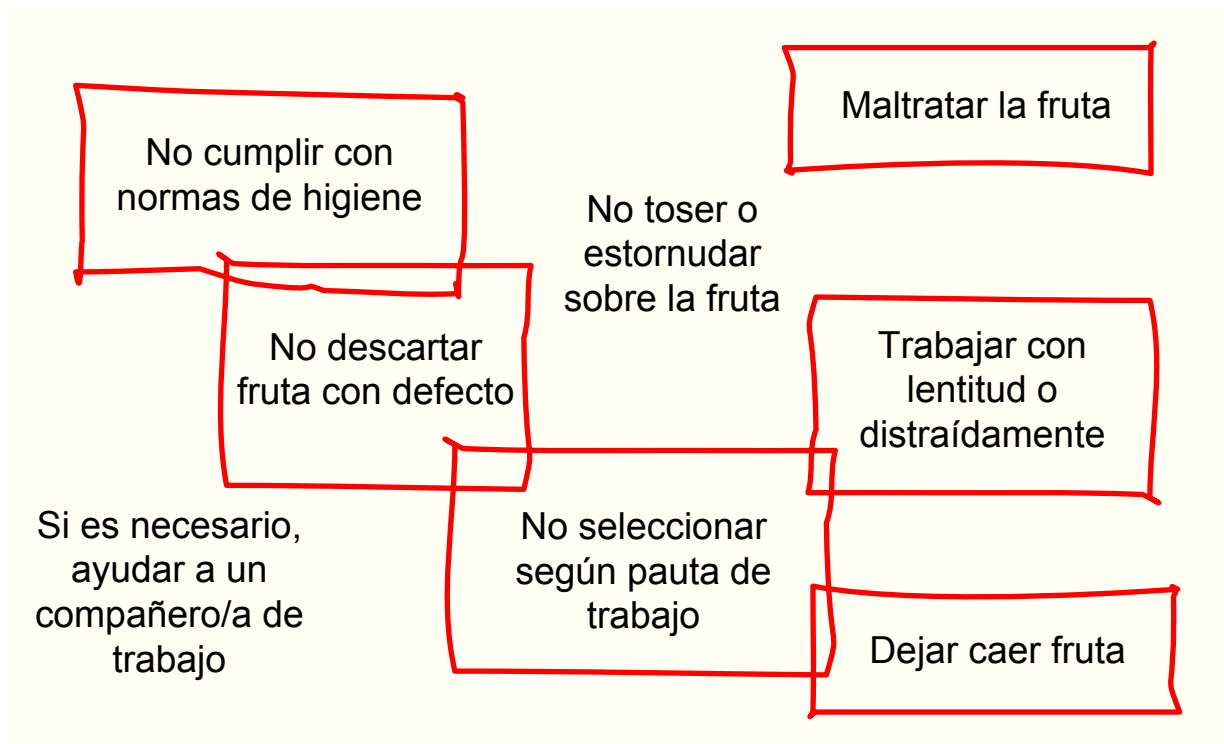 Maltratar la fruta
No cumplir con
normas de higiene
No toser o
estornudar
sobre la fruta
No descartar
fruta con defecto
Trabajar con
lentitud o
distraídamente
Si es necesario,
ayudar a un
compañero/a de
trabajo
No seleccionar
según pauta de
trabajo
Dejar caer fruta